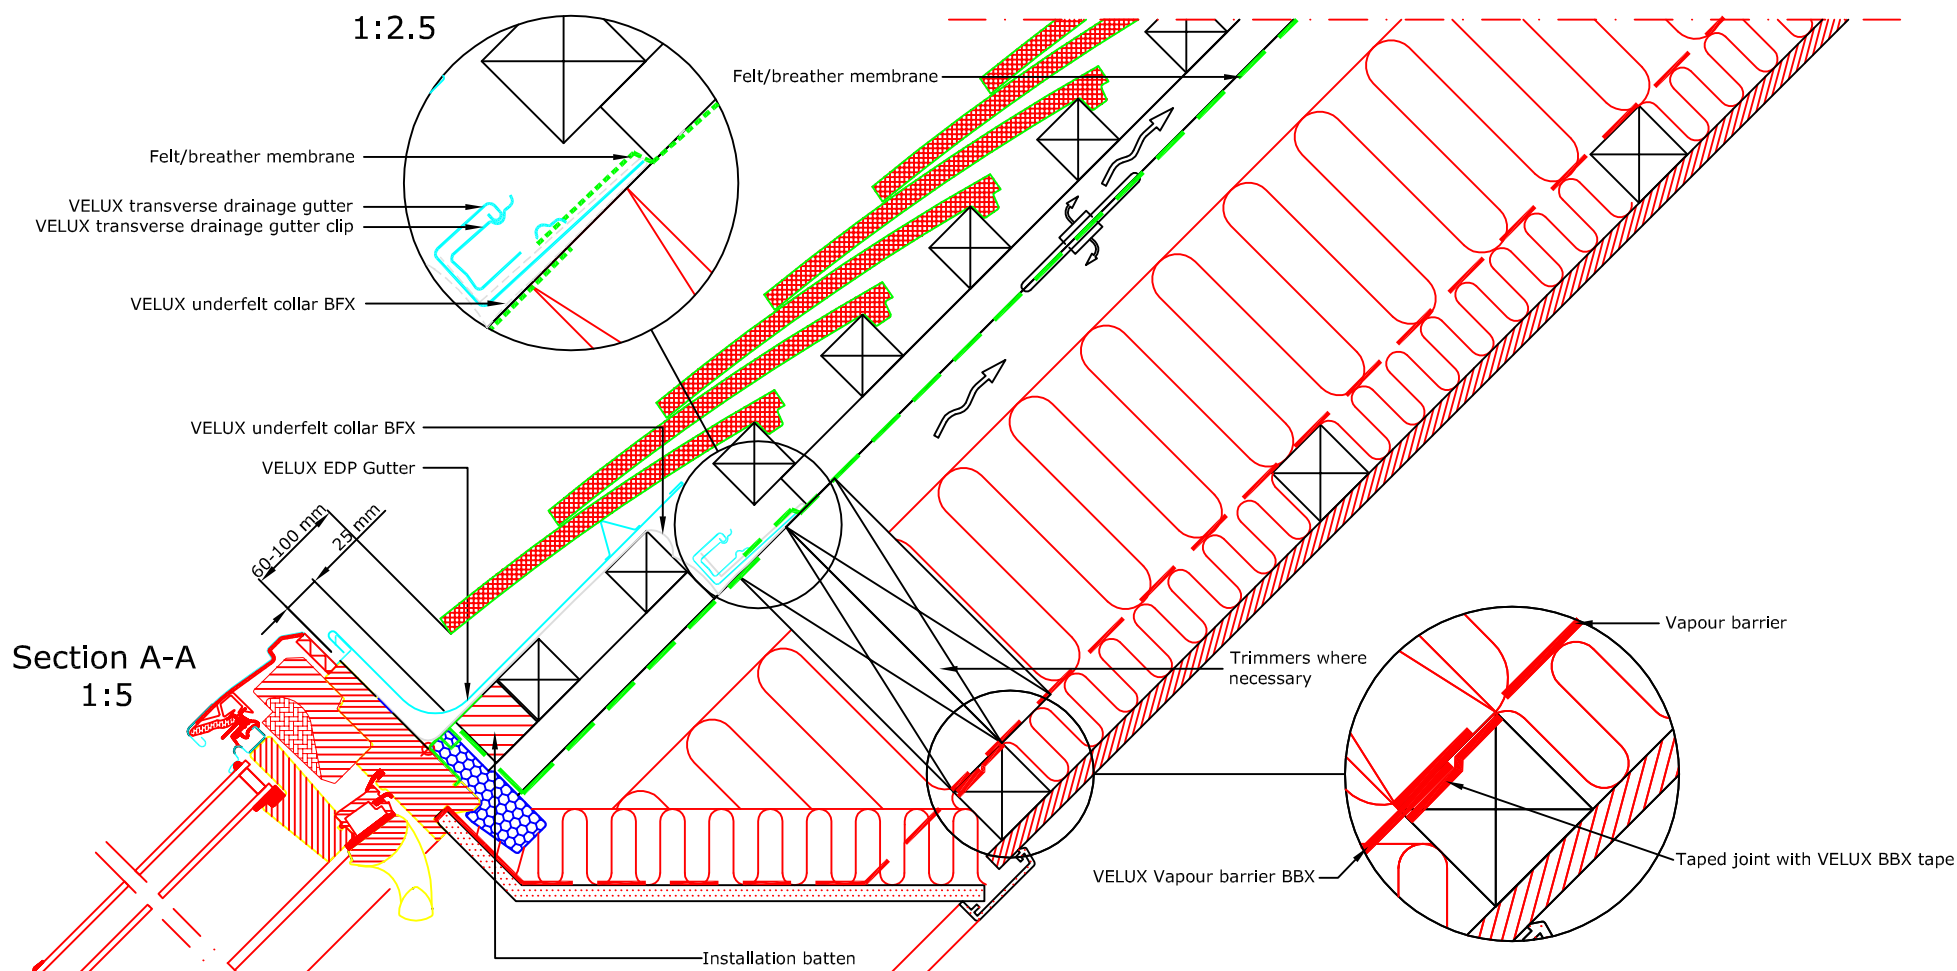 1:2.5
Felt/breather membrane
Felt/breather membrane
VELUX transverse drainage gutter
VELUX transverse drainage gutter clip
VELUX underfelt collar BFX
VELUX underfelt collar BFX
VELUX EDP Gutter
60-100 mm
25 mm
Section A-A
1:5
Trimmers where
necessary
Vapour barrier
Taped joint with VELUX BBX tape
VELUX Vapour barrier BBX
Installation batten